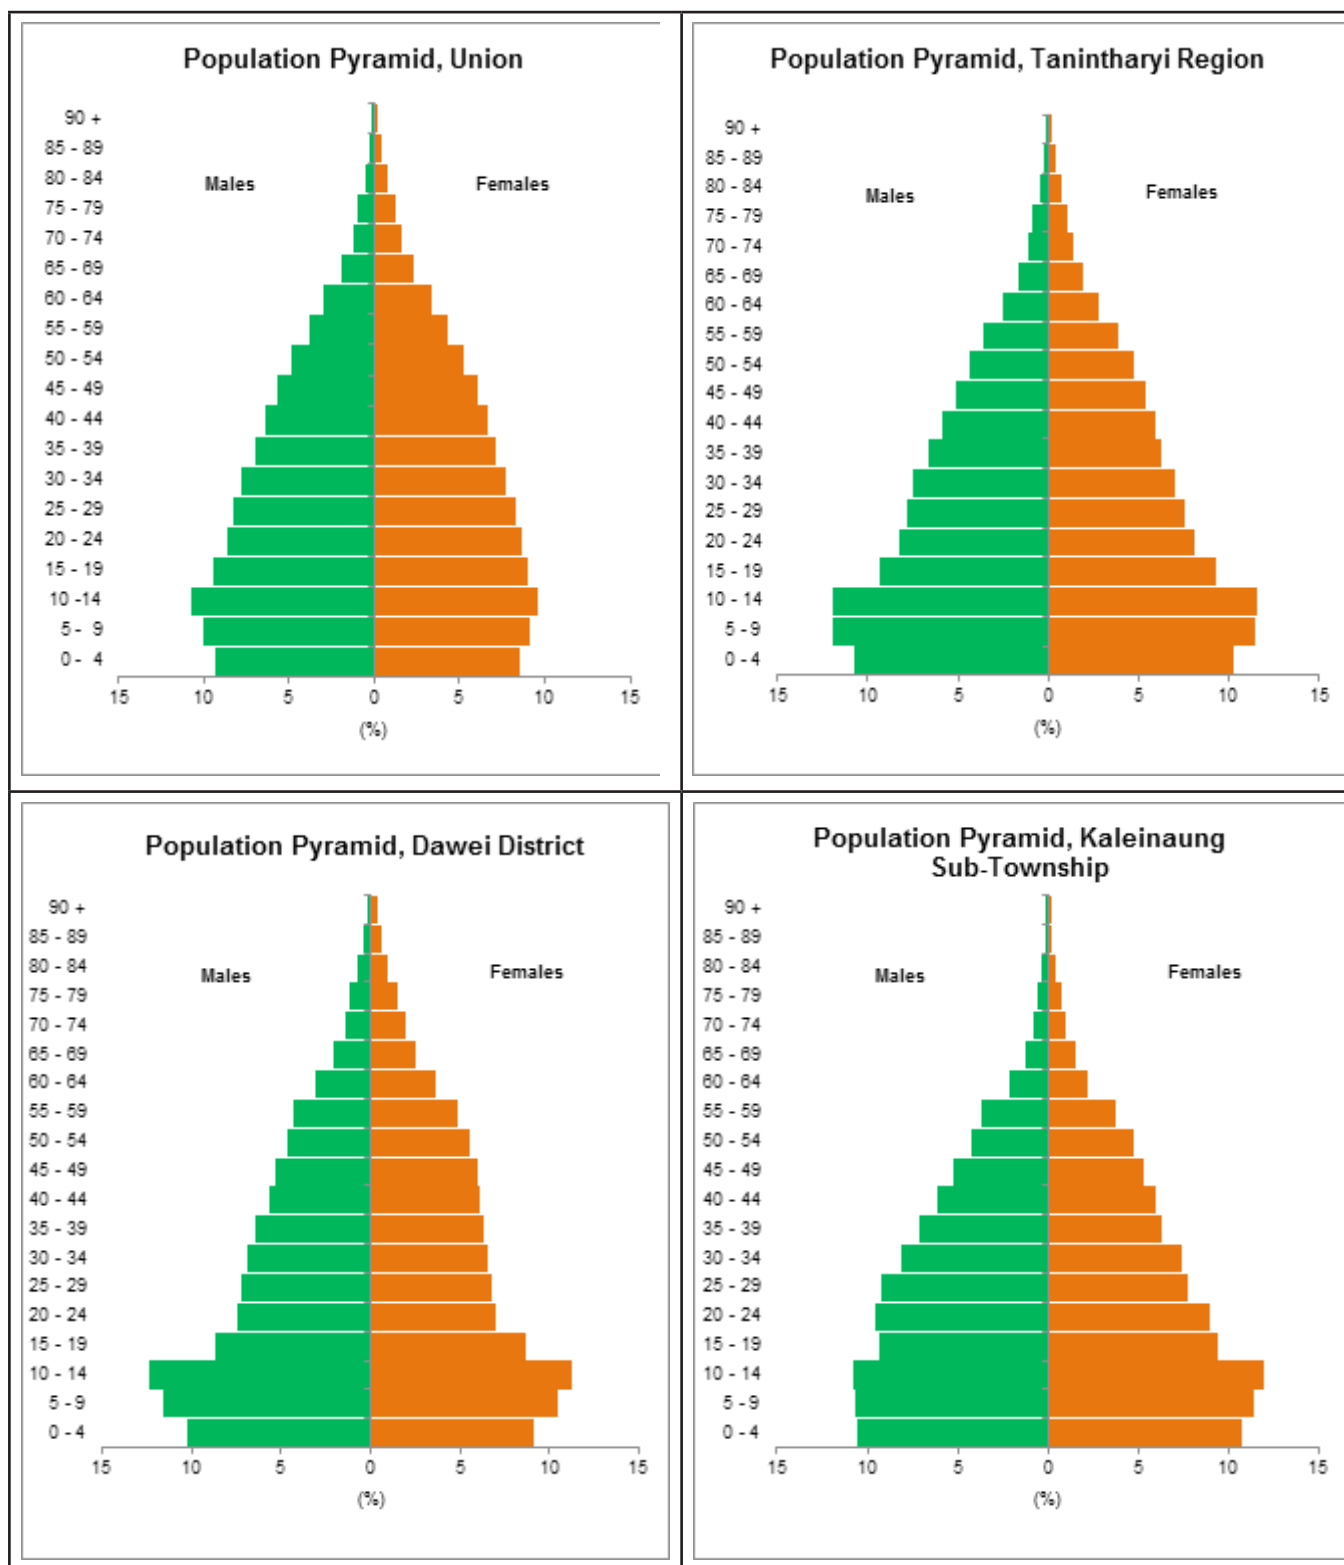 Population Pyramid, Union
90 +
85 - 89
80 - 84
75 - 79
70 - 74
65 - 69
60 - 64
55 - 59
50 - 54
45 - 49
40 - 44
35 - 39
30 - 34
25 - 29
20 - 24
15 - 19
10 -14
5 - 9
0 - 4
Males
Females
15 10 5 0 5 10 15
(%)
Population Pyramid, Tanintharyi Region
90 +
85 - 89
80 - 84
75 - 79
70 - 74
65 - 69
60 - 64
55 - 59
50 - 54
45 - 49
40 - 44
35 - 39
30 - 34
25 - 29
20 - 24
15 - 19
10 - 14
5 - 9
0 - 4
Males
Females
15 10 5 0 5 10 15
(%)
Population Pyramid, Dawei District
90 +
85 - 89
80 - 84
75 - 79
70 - 74
65 - 69
60 - 64
55 - 59
50 - 54
45 - 49
40 - 44
35 - 39
30 - 34
25 - 29
20 - 24
15 - 19
10 - 14
5 - 9
0 - 4
Males
Females
15 10 5 0 5 10 15
(%)
Population Pyramid, Kaleinaung
Sub-Township
90 +
85 - 89
80 - 84
75 - 79
70 - 74
65 - 69
60 - 64
55 - 59
50 - 54
45 - 49
40 - 44
35 - 39
30 - 34
25 - 29
20 - 24
15 - 19
10 - 14
5 - 9
0 - 4
Males
Females
15 10 5 0 5 10 15
(%)